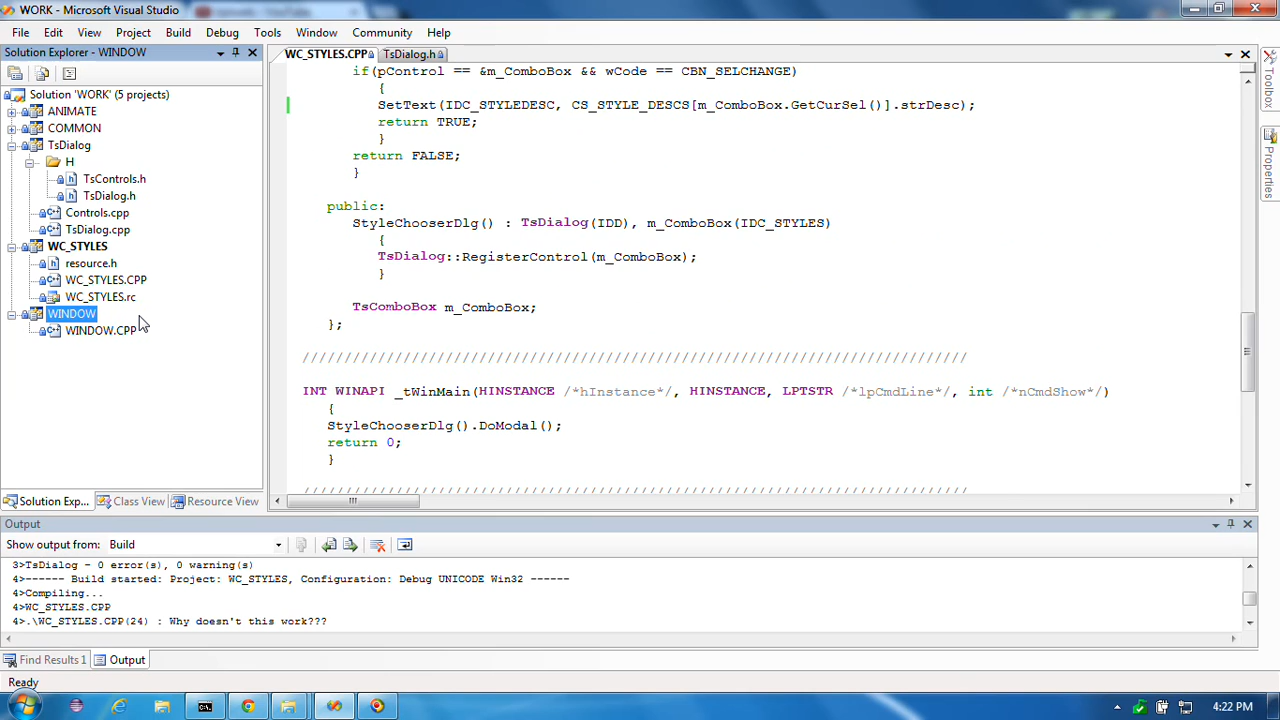 WORK - Microsoft Visual Studio
File Edit View Project Build Debug Tools Window Community Help
Solution Explorer - WINDOW
Solution 'WORK' (5 projects)
ANIMATE
COMMON
TsDialog
H
TsControls.h
TsDialog.h
Controls.cpp
TsDialog.cpp
WC_STYLES
resource.h
WC_STYLES.CPP
WC_STYLES.rc
WINDOW
WINDOW.CPP
Solution Exp... Class View Resource View
WC_STYLES.CPP TsDialog.h
if(pControl == &m_ComboBox && wCode == CBN_SELCHANGE)
{
SetText(IDC_STYLEDESC, CS_STYLE_DESCS[m_ComboBox.GetCurSel()].strDesc);
return TRUE;
}
return FALSE;
}
public:
StyleChooserDlg() : TsDialog(IDD), m_ComboBox(IDC_STYLES)
{
TsDialog::RegisterControl(m_ComboBox);
}
TsComboBox m_ComboBox;
};
///////////////////////////////////////////////////////////////////////////////
INT WINAPI _tWinMain(HINSTANCE /*hInstance*/, HINSTANCE, LPTSTR /*lpCmdLine*/, int /*nCmdShow*/)
{
StyleChooserDlg().DoModal();
return 0;
}
///////////////////////////////////////////////////////////////////////////////
Toolbox
Properties
Output
Show output from: Build
3>TsDialog - 0 error(s), 0 warning(s)
4>------ Build started: Project: WC_STYLES, Configuration: Debug UNICODE Win32 ------
4>Compiling...
4>WC_STYLES.CPP
4>.\WC_STYLES.CPP(24) : Why doesn't this work???
Find Results 1 Output
Ready
4:22 PM